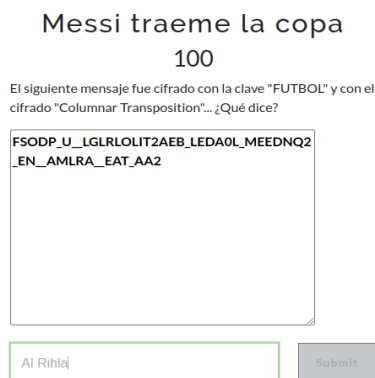 Messi traeme la copa
100
El siguiente mensaje fue cifrado con la clave "FUTBOL" y con el
cifrado "Columnar Transposition"... ¿Qué dice?
FSODP_U__LGLRLOLIT2AEB_LEDA0L_MEEDNQ2
_EN__AMLRA__EAT_AA2
Al Rihla
Submit